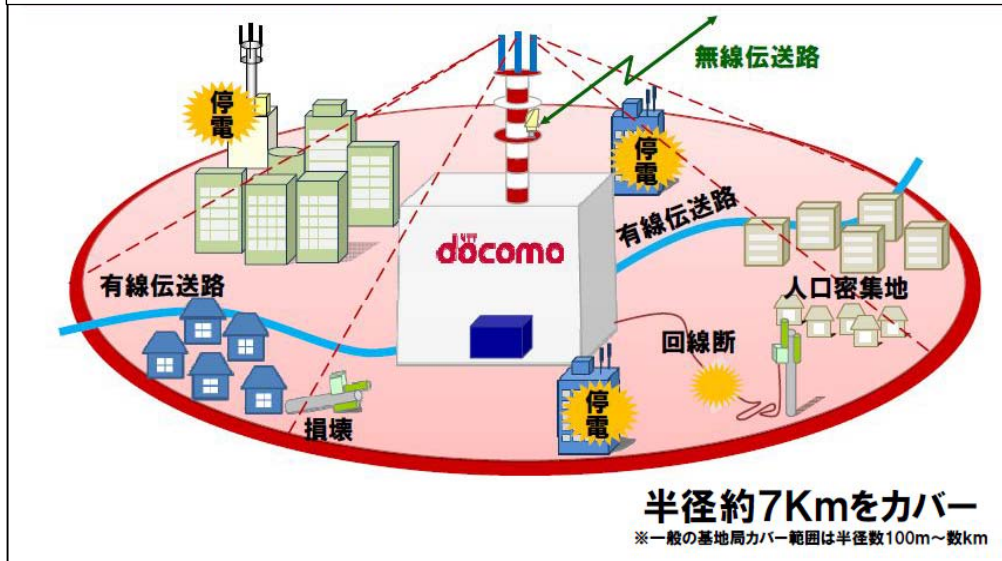 無線伝送路
停電
停電
有線伝送路
döcomo
有線伝送路
人口密集地
回線断
停電
損壊
半径約7Kmをカバー
※一般の基地局カバー範囲は半径数100m～数km